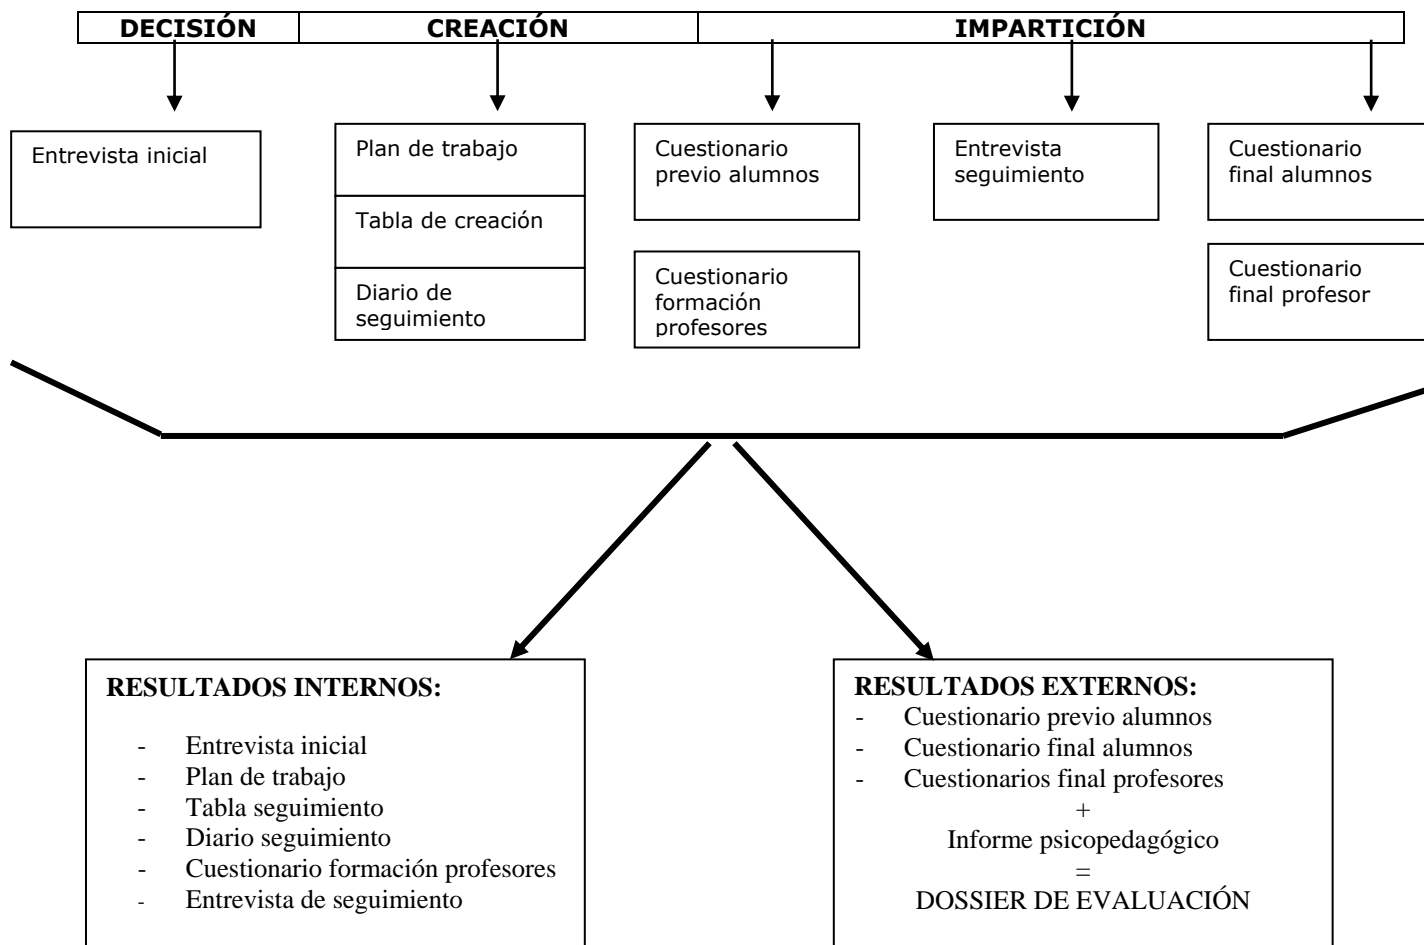 DECISIÓN
CREACIÓN
IMPARTICIÓN
Entrevista inicial
Plan de trabajo
Tabla de creación
Diario de
seguimiento
Cuestionario
previo alumnos
Cuestionario
formación
profesores
Entrevista
seguimiento
Cuestionario
final alumnos
Cuestionario
final profesor
RESULTADOS INTERNOS:
- Entrevista inicial
- Plan de trabajo
- Tabla seguimiento
- Diario seguimiento
- Cuestionario formación profesores
- Entrevista de seguimiento
RESULTADOS EXTERNOS:
- Cuestionario previo alumnos
- Cuestionario final alumnos
- Cuestionarios final profesores
+
Informe psicopedagógico
=
DOSSIER DE EVALUACIÓN